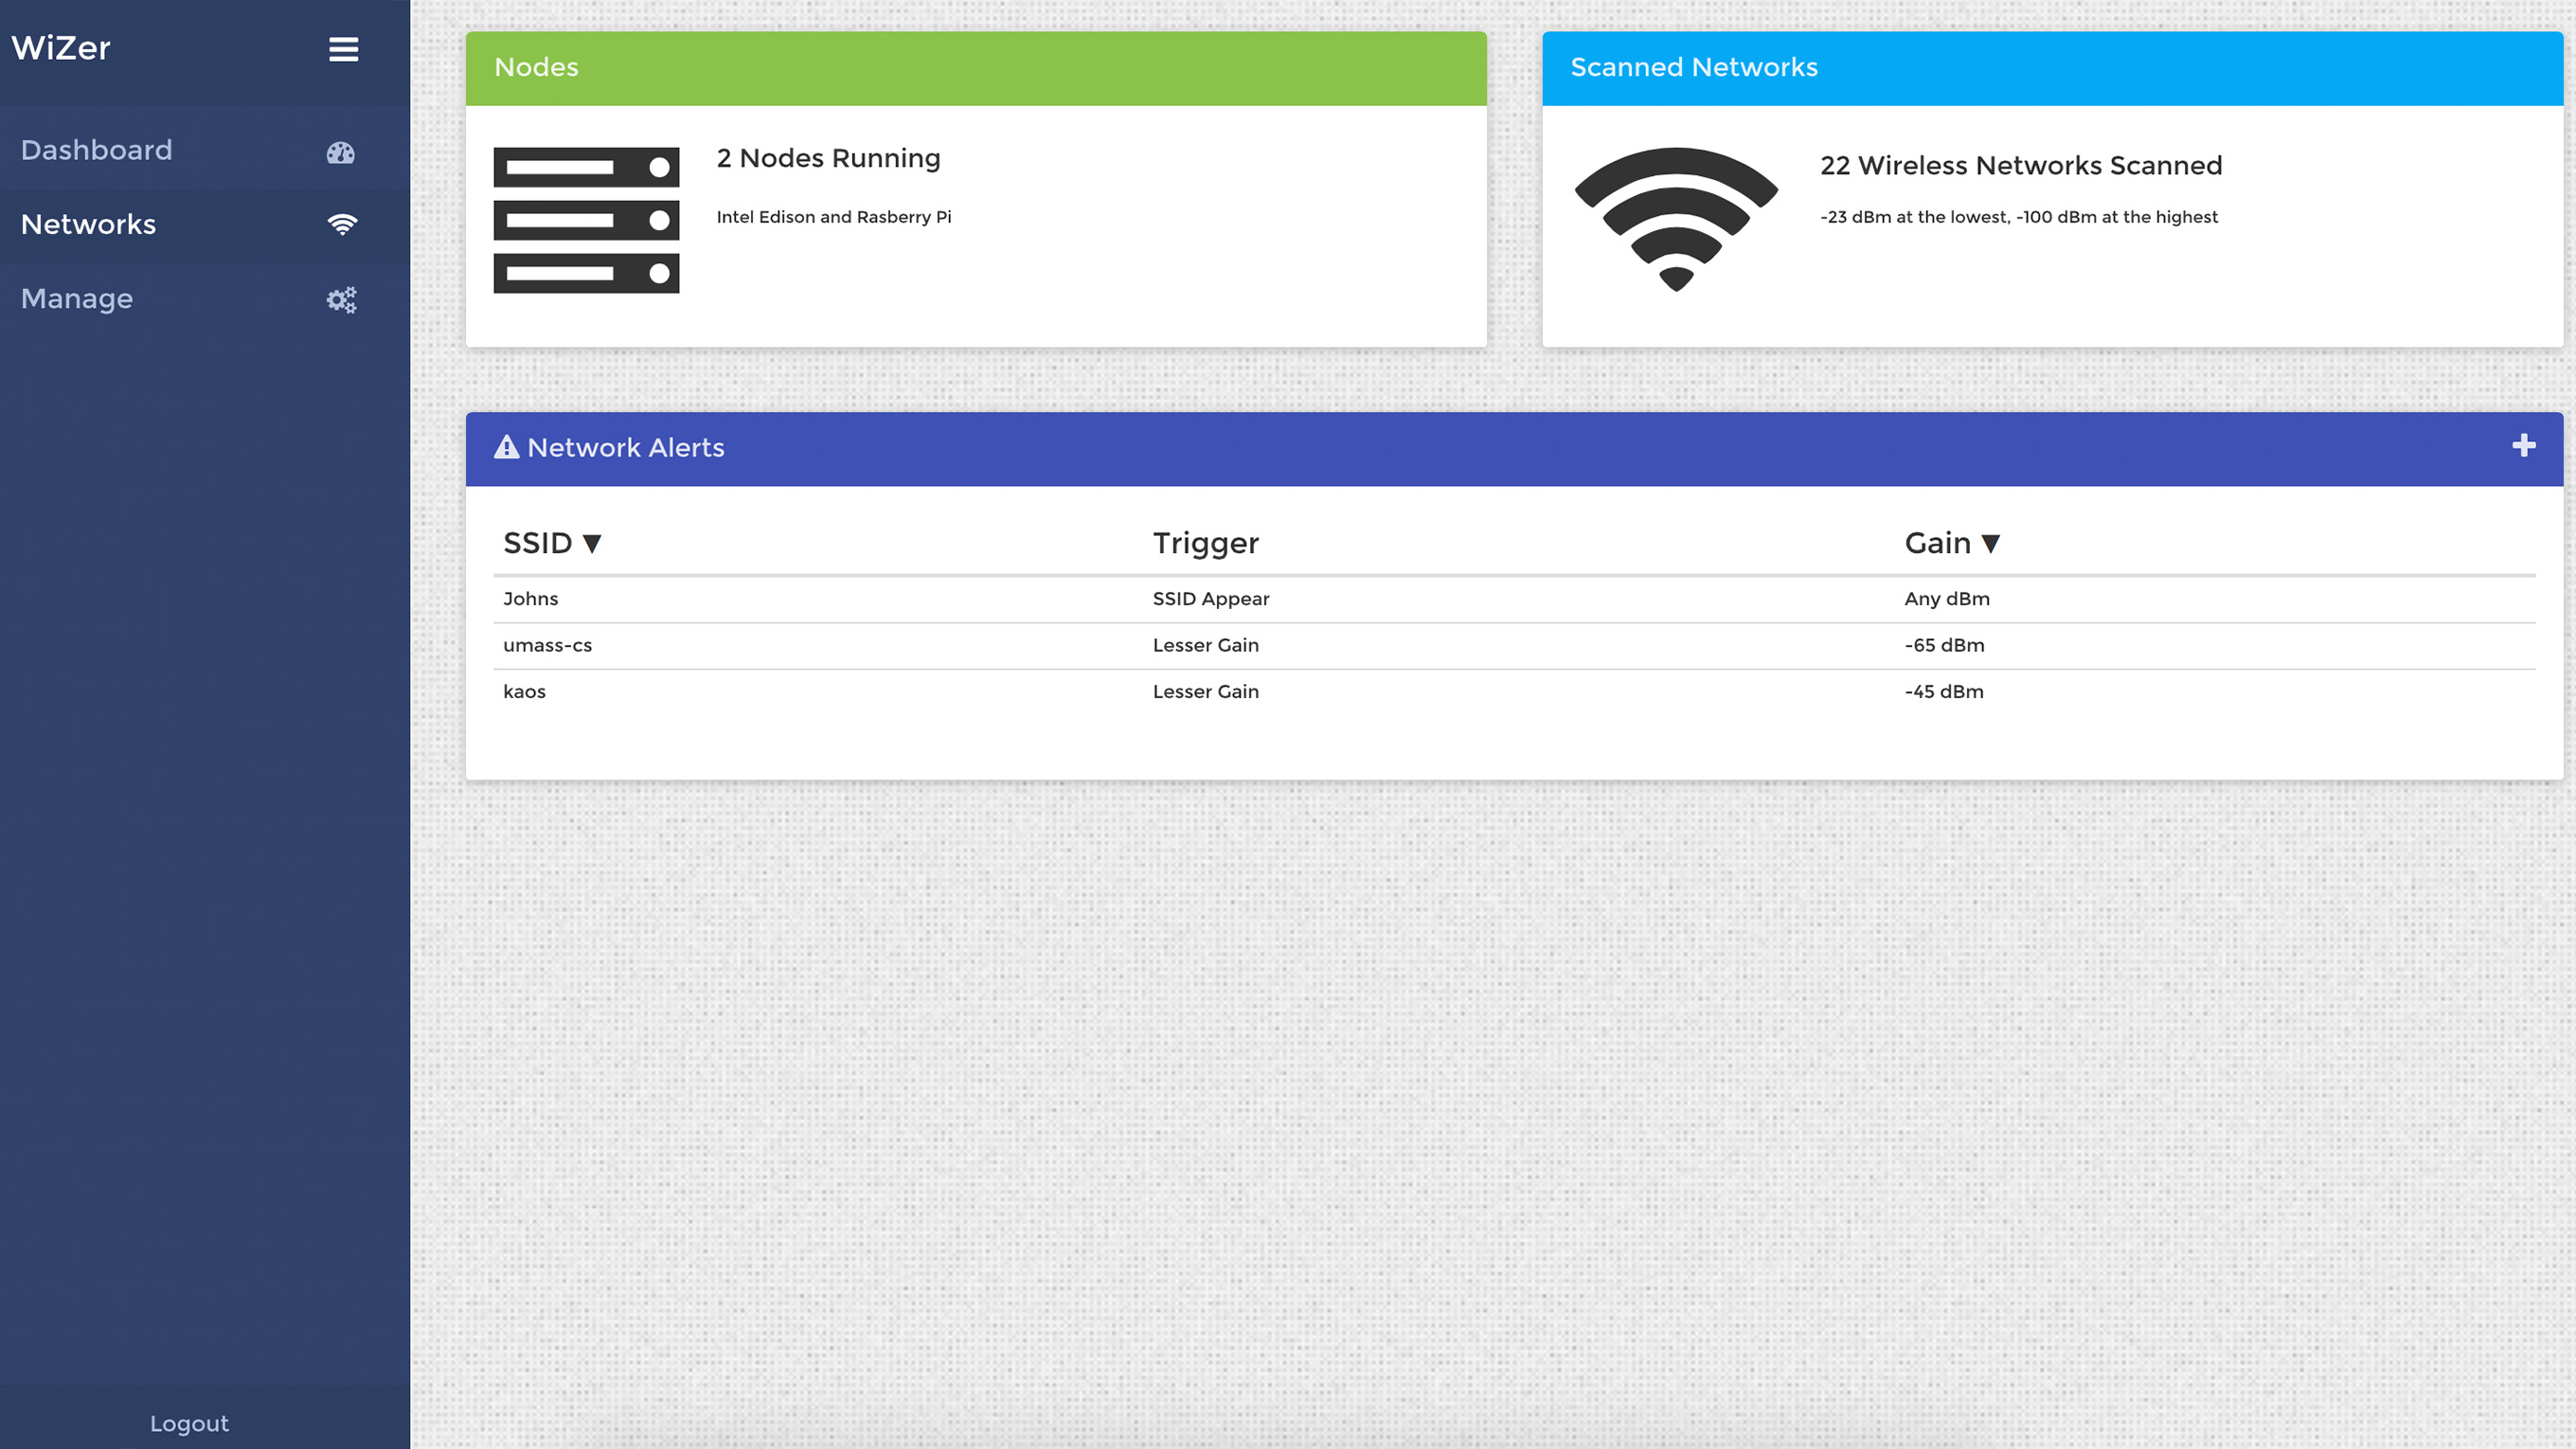 WiZer
Dashboard
Networks
Manage
Logout
Nodes
2 Nodes Running
Intel Edison and Rasberry Pi
Scanned Networks
22 Wireless Networks Scanned
-23 dBm at the lowest, -100 dBm at the highest
Network Alerts
SSID ▼ Trigger Gain ▼
Johns SSID Appear Any dBm
umass-cs Lesser Gain -65 dBm
kaos Lesser Gain -45 dBm